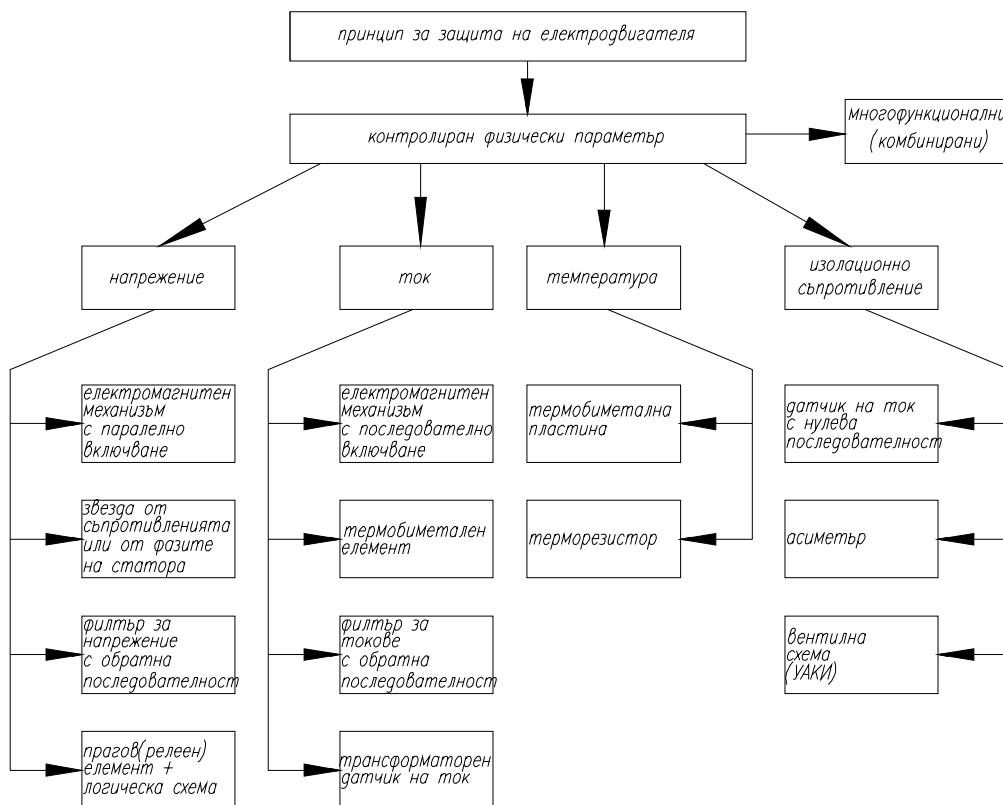 принцип за защита на електродвигателя
контролиран физически параметър
многофункционални
(комбинирани)
напрежение
ток
температура
изолационно
съпротивление
електромагнитен
механизъм
с паралелно
включване
звезда от
съпротивленията
или от фазите
на статора
филтър за
напрежение
с обратна
последователност
прагов(релеен)
елемент +
логическа схема
електромагнитен
механизъм
с последователно
включване
термобиметален
елемент
филтър за
токове
с обратна
последователност
трансформаторен
датчик на ток
термобиметална
пластина
терморезистор
датчик на ток
с нулева
последователност
асиметър
вентилна
схема
(УАКИ)